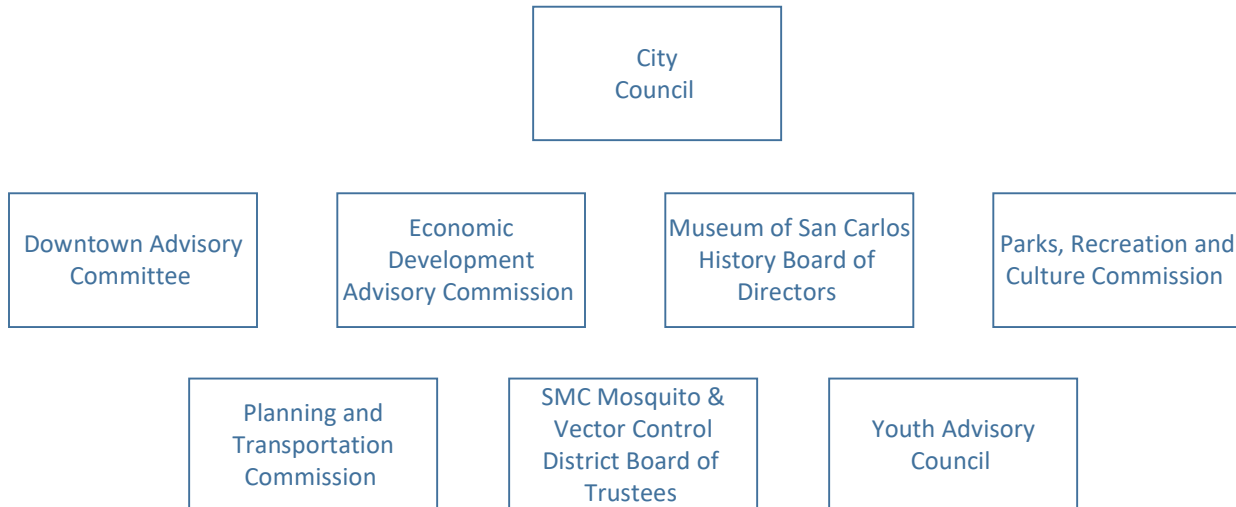 City
Council
Downtown Advisory
Committee
Economic
Development
Advisory Commission
Museum of San Carlos
History Board of
Directors
Parks, Recreation and
Culture Commission
Planning and
Transportation
Commission
SMC Mosquito &
Vector Control
District Board of
Trustees
Youth Advisory
Council